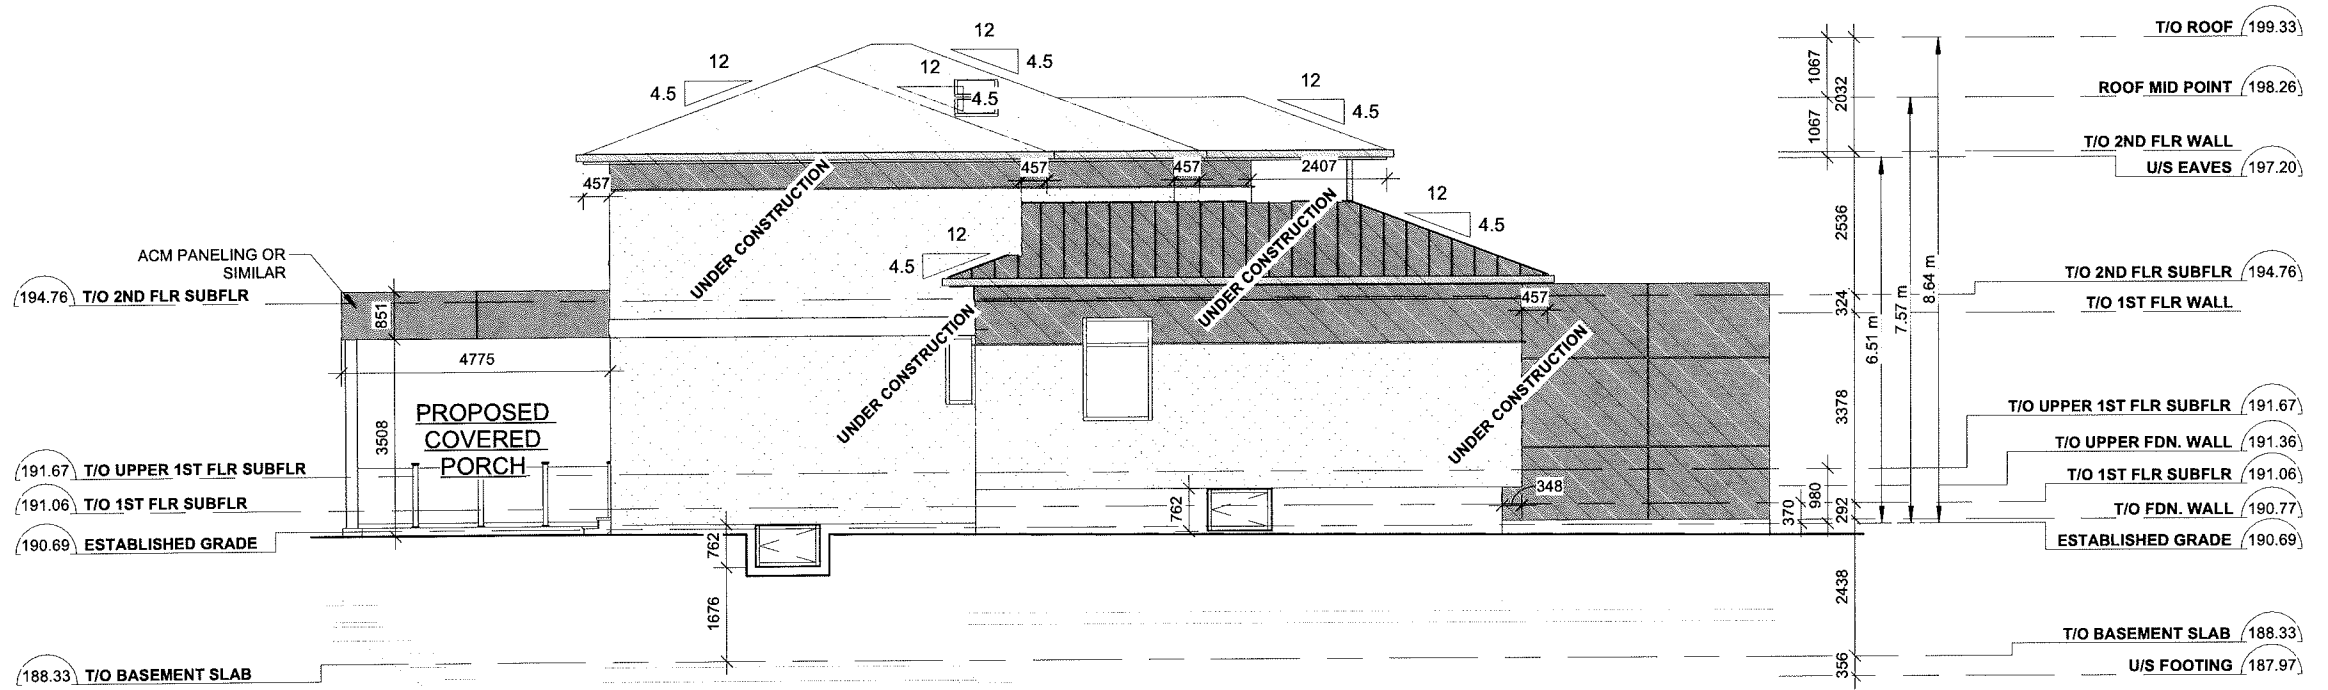 12
4.5
12
4.5
12
4.5
12
4.5
T/O ROOF 199.33
ROOF MID POINT 198.26
T/O 2ND FLR WALL
U/S EAVES 197.20
1067
2032
1067
457
457
457
2407
12
4.5
12
4.5
UNDER CONSTRUCTION
UNDER CONSTRUCTION
UNDER CONSTRUCTION
UNDER CONSTRUCTION
ACM PANELING OR
SIMILAR
194.76 T/O 2ND FLR SUBFLR
851
4775
3508
PROPOSED
COVERED
PORCH
191.67 T/O UPPER 1ST FLR SUBFLR
191.06 T/O 1ST FLR SUBFLR
190.69 ESTABLISHED GRADE
188.33 T/O BASEMENT SLAB
762
1676
762
457
348
370
980
292
2536
324
3378
2438
356
6.51 m
7.57 m
8.64 m
T/O 2ND FLR SUBFLR 194.76
T/O 1ST FLR WALL
T/O UPPER 1ST FLR SUBFLR 191.67
T/O UPPER FDN. WALL 191.36
T/O 1ST FLR SUBFLR 191.06
T/O FDN. WALL 190.77
ESTABLISHED GRADE 190.69
T/O BASEMENT SLAB 188.33
U/S FOOTING 187.97